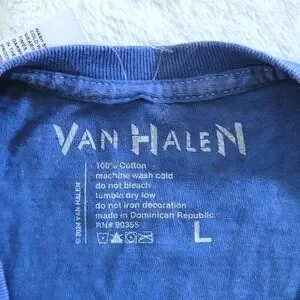 VAN HALEN
100% Cotton
machine wash cold
do not bleach
tumble dry low
do not iron decoration
made in Dominican Republic
RN# 90365
L
© 2024 VAN HALEN